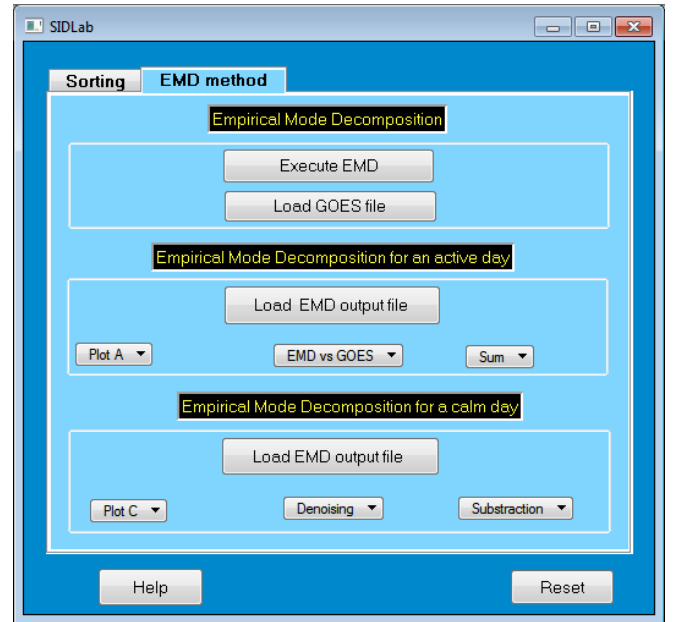 SIDLab
Sorting EMD method
Empirical Mode Decomposition
Execute EMD
Load GOES file
Empirical Mode Decomposition for an active day
Load EMD output file
Plot A EMD vs GOES Sum
Empirical Mode Decomposition for a calm day
Load EMD output file
Plot C Denoising Substraction
Help Reset